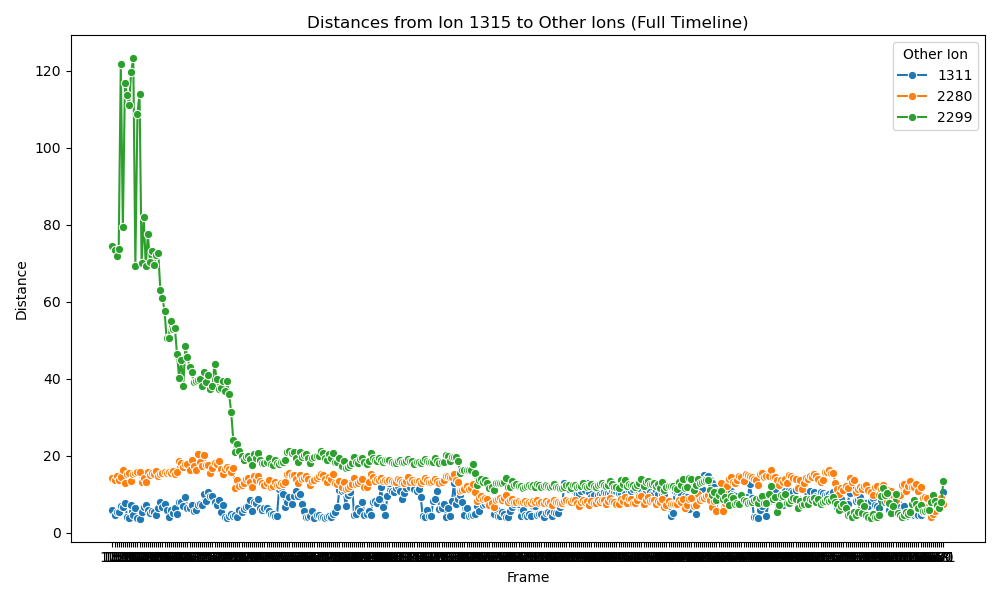 Distances from Ion 1315 to Other Ions (Full Timeline)
Other Ion
1311
2280
2299
120
100
80
60
40
20
0
Distance
Frame